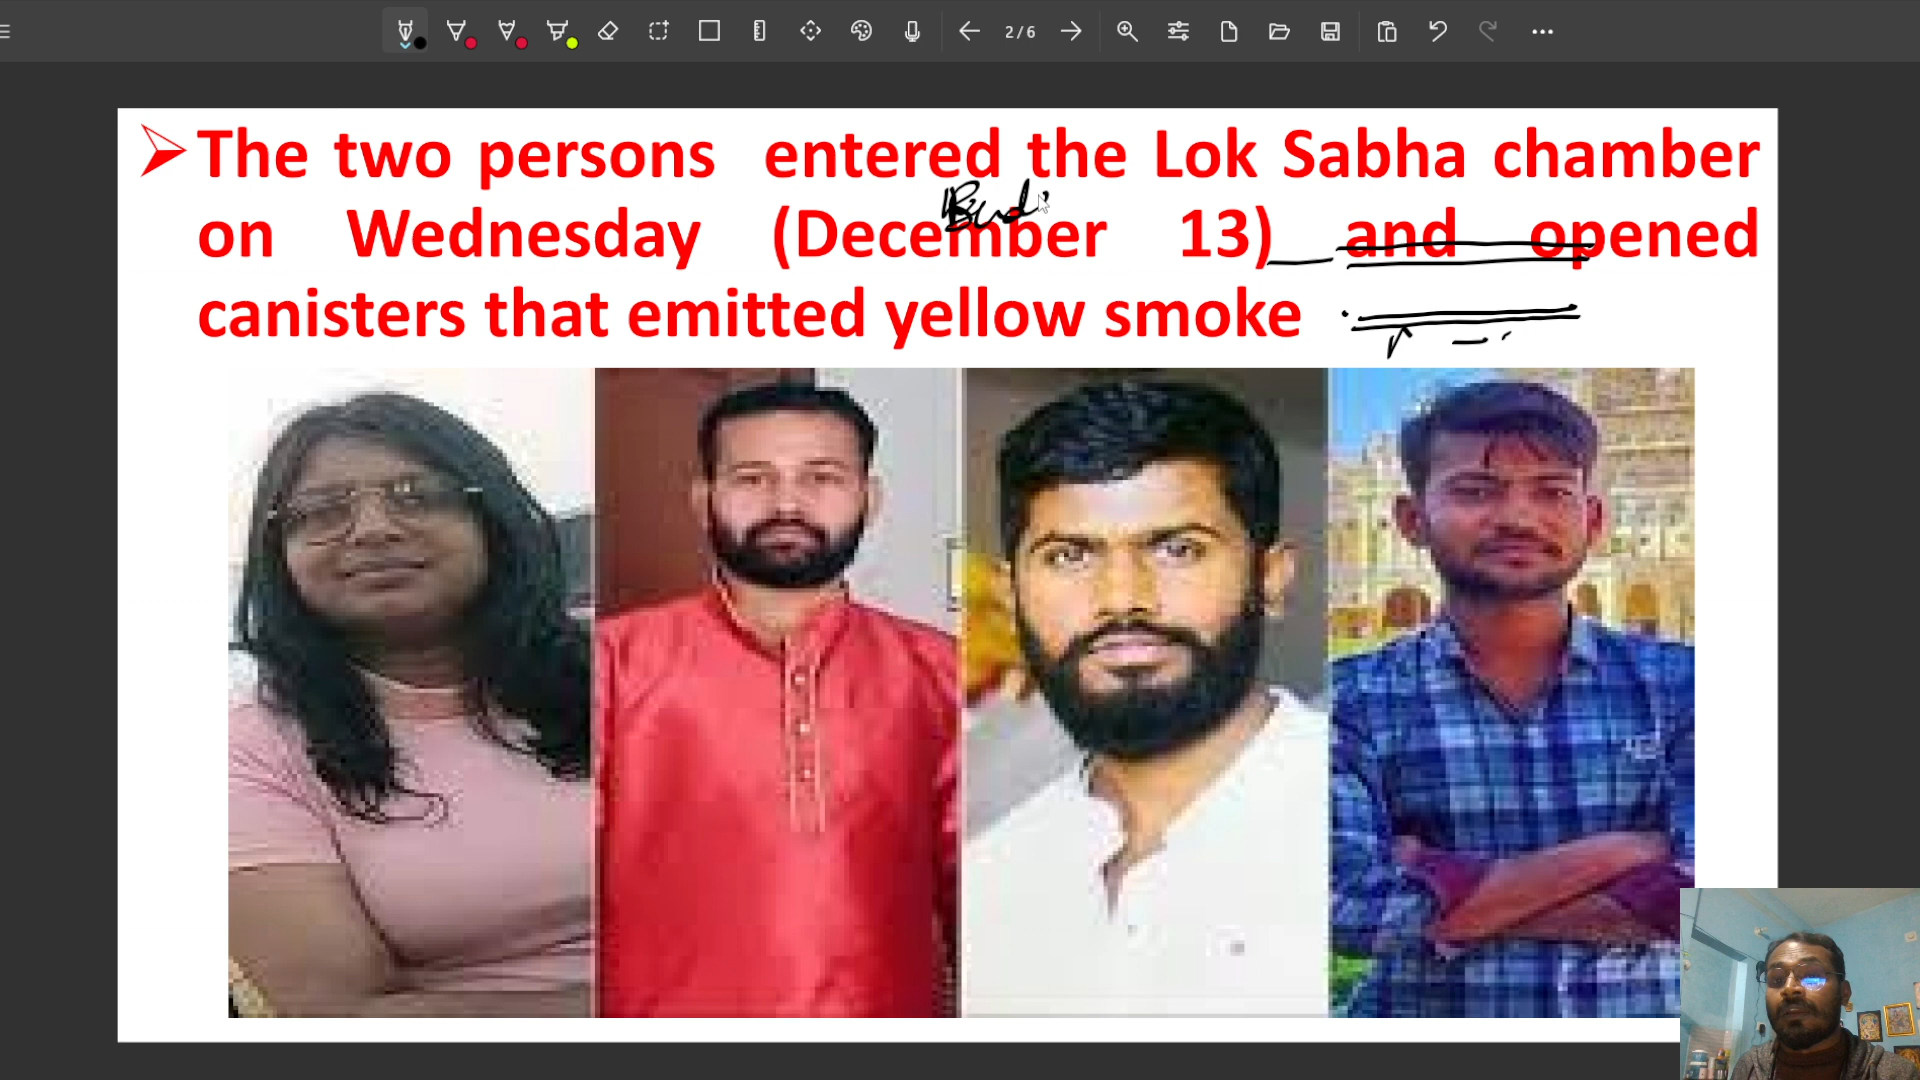 2/6
The two persons entered the Lok Sabha chamber
on Wednesday (December 13) and opened
canisters that emitted yellow smoke